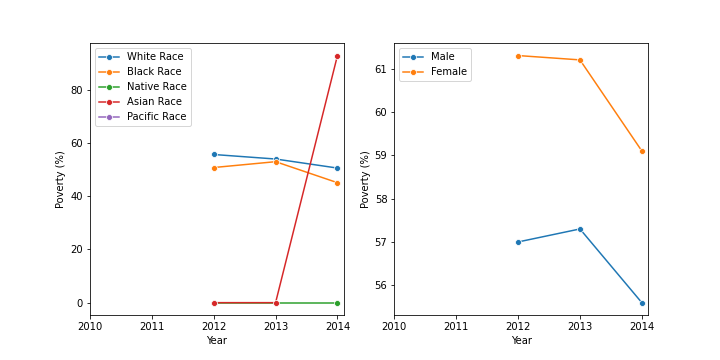 White Race
Black Race
Native Race
Asian Race
Pacific Race
Poverty (%)
80
60
40
20
0
2010 2011 2012 2013 2014
Year
Male
Female
Poverty (%)
61
60
59
58
57
56
2010 2011 2012 2013 2014
Year